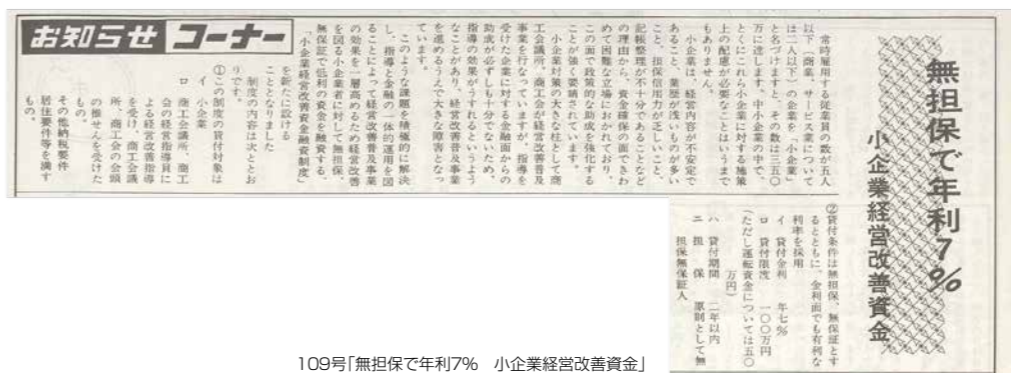 お知らせ コーナー
無担保で年利7%
小企業経営改善資金
常時雇用する従業員の数が五人
以下(商業、サービス業について
は二人以下)の企業を「小企業」
と名づけますと、その数は三五〇
万に達します。中小企業の中で、
とくにこれら小企業に対する施策
上の配慮が必要なことはいうまで
もありません。
小企業は、経営内容が不安定で
あること、業歴が浅いものが多い
こと、担保信用力が乏しいこと、
記帳整理が不十分であることなど
の理由から、資金確保の面できわ
めて困難な立場におかれており、
この面で政策的な助成を強化する
ことが強く要請されています。
小企業対策の大きな柱として商
工会議所、商工会が経営改善普及
事業を行なっていますが、指導を
受けた企業に対する金融面からの
助成が必ずしも十分でないため、
指導の効果がうすれるというよう
なことがあり、経営改善普及事業
を進めるうえで大きな障害となっ
ています。
このような課題を積極的に解決
し、指導と金融の一体的運用を図
ることによって経営改善普及事業
の効果を一層高めるため経営改善
を図る小企業者に対して無担保、
無保証で低利の資金を融資する、
「小企業経営改善資金融資制度」
を新たに設ける
こととなりました
制度の内容は次のとお
りです。
①この制度の貸付対象は
イ 小企業
ロ 商工会議所、商工
会の経営指導員に
よる経営改善指導
を受け、商工会議
所、商工会の会頭
の推せんを受けた
もの。
その他納税要件
居住要件等を満す
もの。
②貸付条件は無担保、無保証とす
るとともに、金利面でも有利な
利率を採用
イ 貸付金利 年七%
ロ 貸付限度 一〇〇万円
(ただし運転資金については五〇
万円)
ハ 貸付期間 二年以内
ニ 担保 原則として無
担保無保証人
109号「無担保で年利7% 小企業経営改善資金」